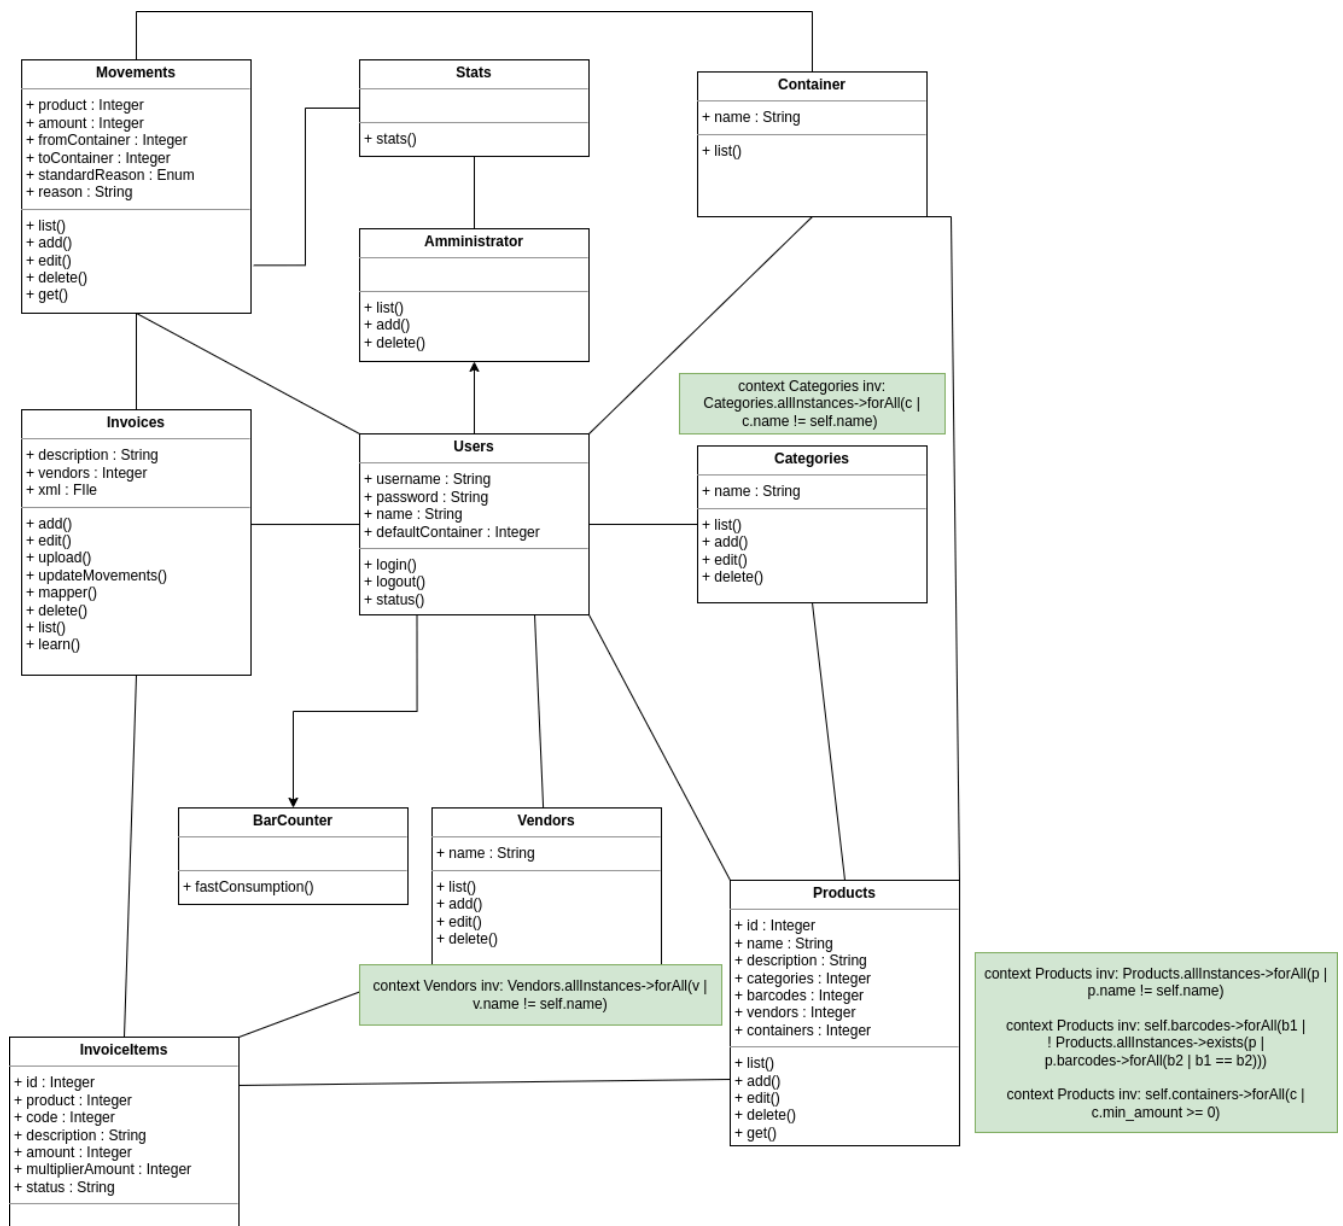 Movements
+ product : Integer
+ amount : Integer
+ fromContainer : Integer
+ toContainer : Integer
+ standardReason : Enum
+ reason : String
+ list()
+ add()
+ edit()
+ delete()
+ get()
Stats
+ stats()
Container
+ name : String
+ list()
Amministrator
+ list()
+ add()
+ delete()
context Categories inv:
Categories.allInstances->forAll(c |
c.name != self.name)
Invoices
+ description : String
+ vendors : Integer
+ xml : FIle
+ add()
+ edit()
+ upload()
+ updateMovements()
+ mapper()
+ delete()
+ list()
+ learn()
Users
+ username : String
+ password : String
+ name : String
+ defaultContainer : Integer
+ login()
+ logout()
+ status()
Categories
+ name : String
+ list()
+ add()
+ edit()
+ delete()
BarCounter
+ fastConsumption()
Vendors
+ name : String
+ list()
+ add()
+ edit()
+ delete()
context Vendors inv: Vendors.allInstances->forAll(v |
v.name != self.name)
Products
+ id : Integer
+ name : String
+ description : String
+ categories : Integer
+ barcodes : Integer
+ vendors : Integer
+ containers : Integer
+ list()
+ add()
+ edit()
+ delete()
+ get()
context Products inv: Products.allInstances->forAll(p |
p.name != self.name)
context Products inv: self.barcodes->forAll(b1 |
! Products.allInstances->exists(p |
p.barcodes->forAll(b2 | b1 == b2)))
context Products inv: self.containers->forAll(c |
c.min_amount >= 0)
InvoiceItems
+ id : Integer
+ product : Integer
+ code : Integer
+ description : String
+ amount : Integer
+ multiplierAmount : Integer
+ status : String